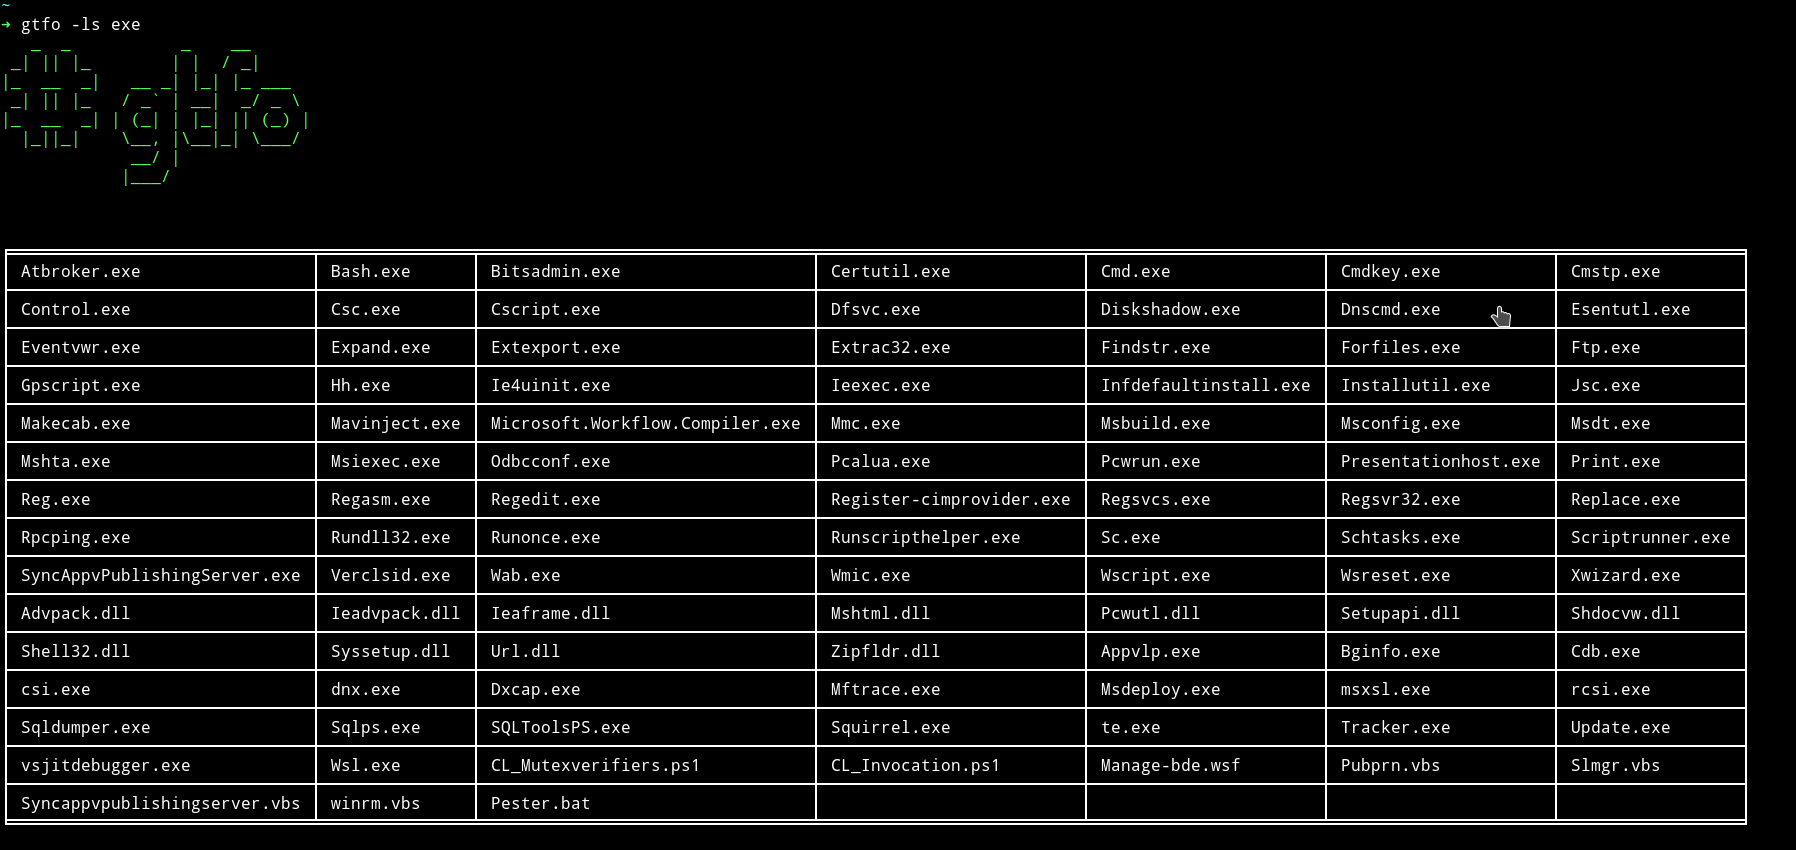 ~
➜ gtfo -ls exe
# gtfo
Atbroker.exe Bash.exe Bitsadmin.exe Certutil.exe Cmd.exe Cmdkey.exe Cmstp.exe
Control.exe Csc.exe Cscript.exe Dfsvc.exe Diskshadow.exe Dnscmd.exe Esentutl.exe
Eventvwr.exe Expand.exe Extexport.exe Extrac32.exe Findstr.exe Forfiles.exe Ftp.exe
Gpscript.exe Hh.exe Ie4uinit.exe Ieexec.exe Infdefaultinstall.exe Installutil.exe Jsc.exe
Makecab.exe Mavinject.exe Microsoft.Workflow.Compiler.exe Mmc.exe Msbuild.exe Msconfig.exe Msdt.exe
Mshta.exe Msiexec.exe Odbcconf.exe Pcalua.exe Pcwrun.exe Presentationhost.exe Print.exe
Reg.exe Regasm.exe Regedit.exe Register-cimprovider.exe Regsvcs.exe Regsvr32.exe Replace.exe
Rpcping.exe Rundll32.exe Runonce.exe Runscripthelper.exe Sc.exe Schtasks.exe Scriptrunner.exe
SyncAppvPublishingServer.exe Verclsid.exe Wab.exe Wmic.exe Wscript.exe Wsreset.exe Xwizard.exe
Advpack.dll Ieadvpack.dll Ieaframe.dll Mshtml.dll Pcwutl.dll Setupapi.dll Shdocvw.dll
Shell32.dll Syssetup.dll Url.dll Zipfldr.dll Appvlp.exe Bginfo.exe Cdb.exe
csi.exe dnx.exe Dxcap.exe Mftrace.exe Msdeploy.exe msxsl.exe rcsi.exe
Sqldumper.exe Sqlps.exe SQLToolsPS.exe Squirrel.exe te.exe Tracker.exe Update.exe
vsjitdebugger.exe Wsl.exe CL_Mutexverifiers.ps1 CL_Invocation.ps1 Manage-bde.wsf Pubprn.vbs Slmgr.vbs
Syncappvpublishingserver.vbs winrm.vbs Pester.bat